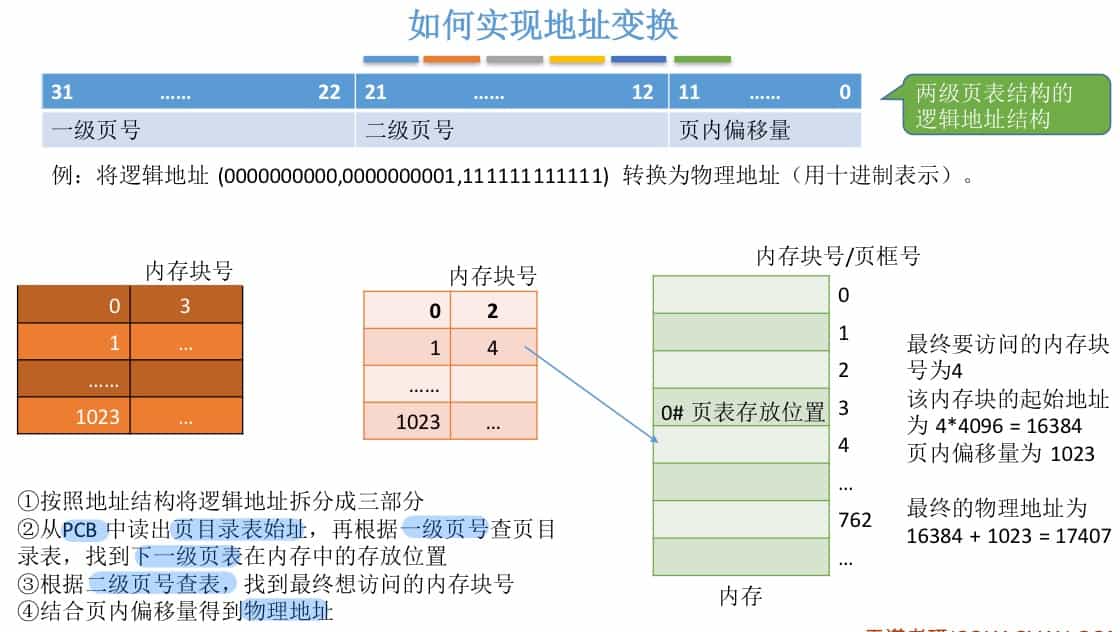 如何实现地址变换
31 …… 22 21 …… 12 11 …… 0
一级页号 二级页号 页内偏移量
两级页表结构的
逻辑地址结构
例：将逻辑地址 (0000000000,0000000001,111111111111) 转换为物理地址（用十进制表示）。
内存块号
0 3
1 …
……
1023 …
内存块号
0 2
1 4
……
1023 …
内存块号/页框号
0
1
2
0# 页表存放位置 3
4
…
762
…
内存
最终要访问的内存块
号为4
该内存块的起始地址
为 4*4096 = 16384
页内偏移量为 1023
最终的物理地址为
16384 + 1023 = 17407
①按照地址结构将逻辑地址拆分成三部分
②从PCB 中读出页目录表始址，再根据一级页号查页目
录表，找到下一级页表在内存中的存放位置
③根据二级页号查表，找到最终想访问的内存块号
④结合页内偏移量得到物理地址